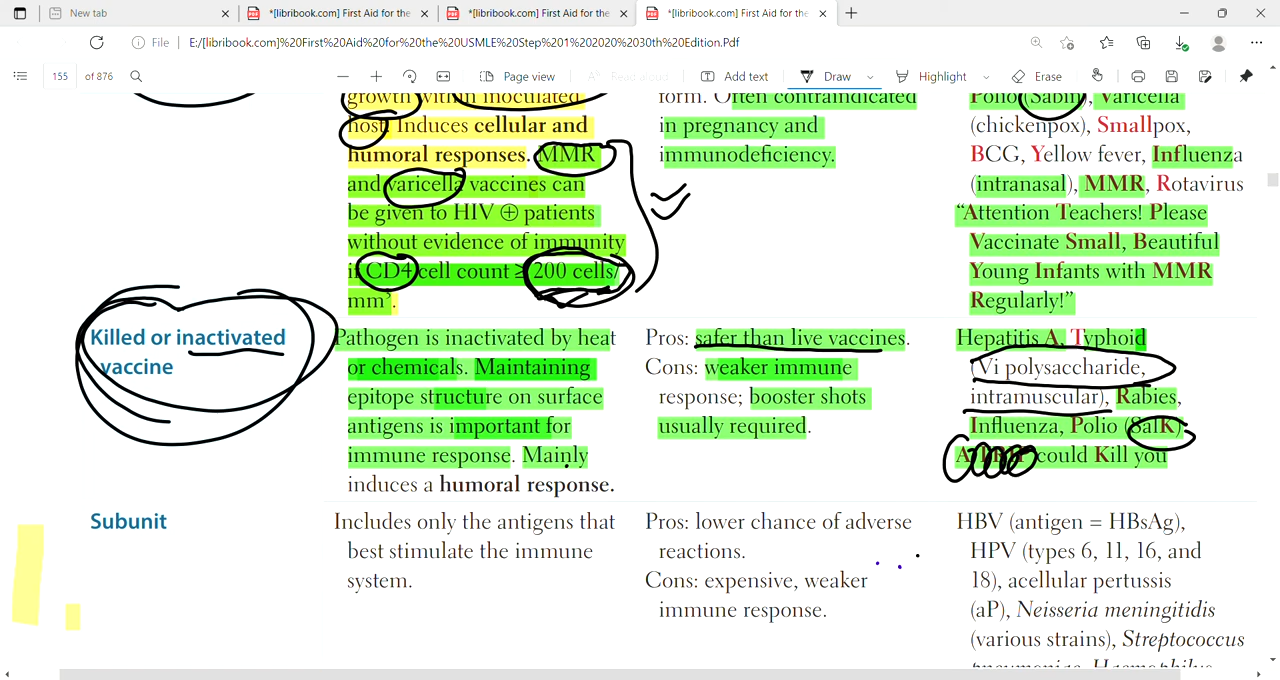 New tab
*[libribook.com] First Aid for the
*[libribook.com] First Aid for the
*[libribook.com] First Aid for the
File E:/[libribook.com]%20First%20Aid%20for%20the%20USMLE%20Step%201%202020%2030th%20Edition.Pdf
155 of 876
Page view
Read aloud
Add text
Draw
Highlight
Erase
growth within inoculated
host. Induces cellular and
humoral responses. MMR
and varicella vaccines can
be given to HIV ⊕ patients
without evidence of immunity
if CD4 cell count ≥ 200 cells/
mm³.
form. Often contraindicated
in pregnancy and
immunodeficiency.
Polio (Sabin), Varicella
(chickenpox), Smallpox,
BCG, Yellow fever, Influenza
(intranasal), MMR, Rotavirus
“Attention Teachers! Please
Vaccinate Small, Beautiful
Young Infants with MMR
Regularly!”
Killed or inactivated
vaccine
Pathogen is inactivated by heat
or chemicals. Maintaining
epitope structure on surface
antigens is important for
immune response. Mainly
induces a humoral response.
Pros: safer than live vaccines.
Cons: weaker immune
response; booster shots
usually required.
Hepatitis A, Typhoid
(Vi polysaccharide,
intramuscular), Rabies,
Influenza, Polio (SalK)
could Kill you
Subunit
Includes only the antigens that
best stimulate the immune
system.
Pros: lower chance of adverse
reactions.
Cons: expensive, weaker
immune response.
HBV (antigen = HBsAg),
HPV (types 6, 11, 16, and
18), acellular pertussis
(aP), Neisseria meningitidis
(various strains), Streptococcus